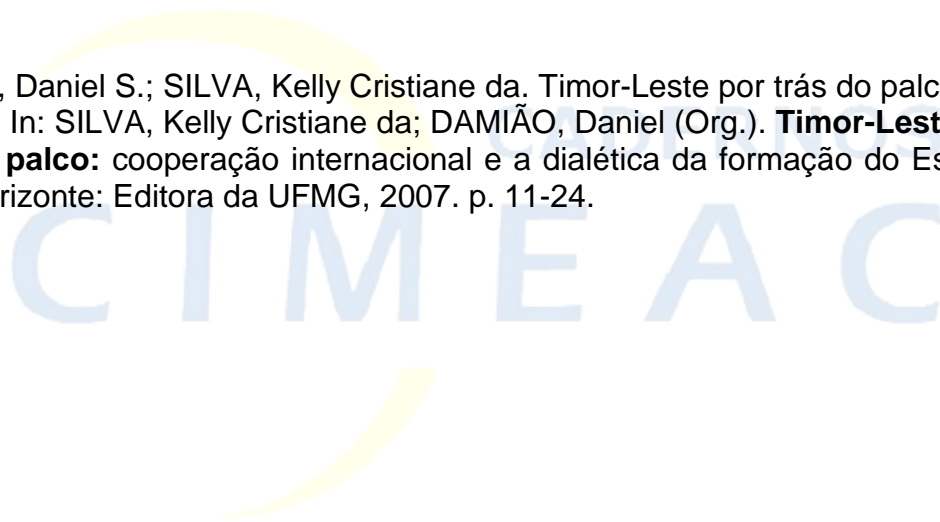 , Daniel S.; SILVA, Kelly Cristiane da. Timor-Leste por trás do palc
CADERNOS
In: SILVA, Kelly Cristiane da; DAMIÃO, Daniel (Org.). Timor-Lest
palco: cooperação internacional e a dialética da formação do Es
rizonte: Editora da UFMG, 2007. p. 11-24.
CIMEAC